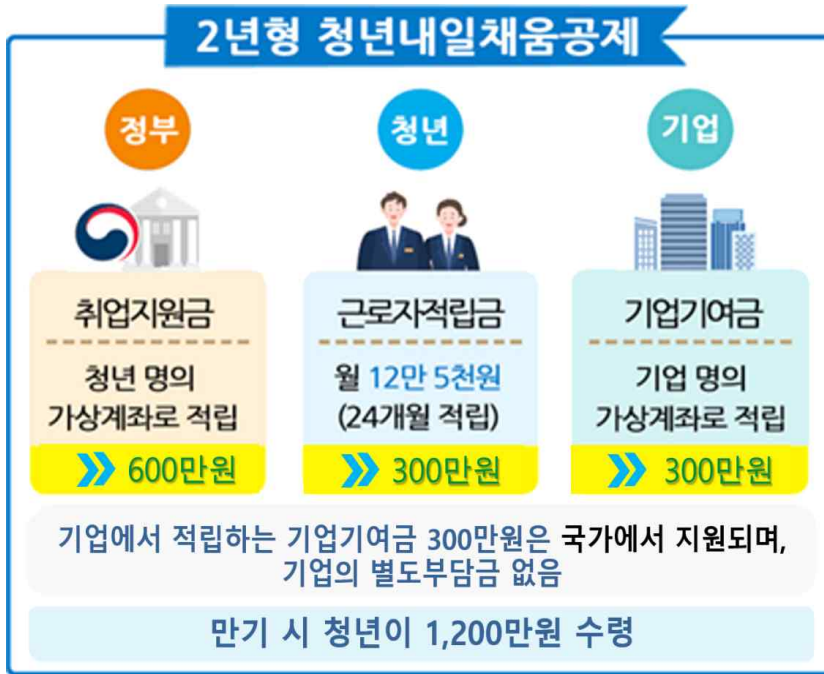 2년형 청년내일채움공제
정부
취업지원금
청년 명의
가상계좌로 적립
600만원
청년
근로자적립금
월 12만 5천원
(24개월 적립)
300만원
기업
기업기여금
기업 명의
가상계좌로 적립
300만원
기업에서 적립하는 기업기여금 300만원은 국가에서 지원되며,
기업의 별도부담금 없음
만기 시 청년이 1,200만원 수령